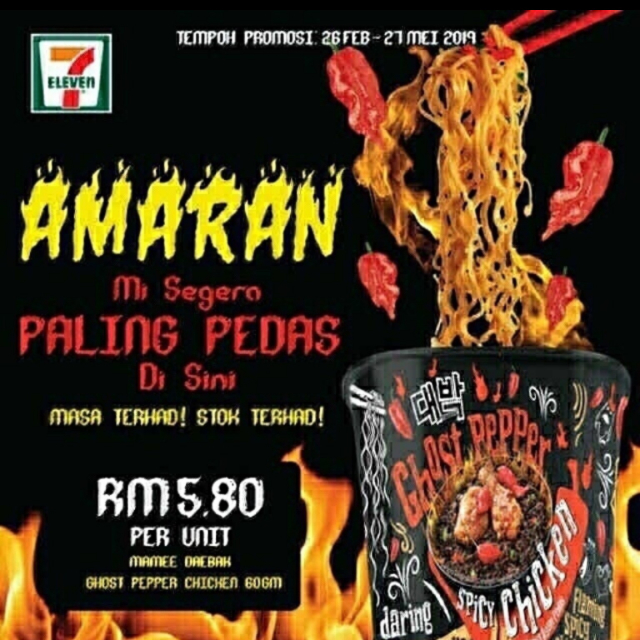 TEMPOH PROMOSI: 26 FEB - 27 MEI 2019
7
ELEVEn
AMARAN
Mi Segera
PALING PEDAS
Di Sini
MASA TERHAD! STOK TERHAD!
RM5.80
PER UNIT
MAMEE DAEBAK
GHOST PEPPER CHICKEN 60GM
대박
Ghost Pepper
SPICY Chicken
daring
Flaming
SPICE